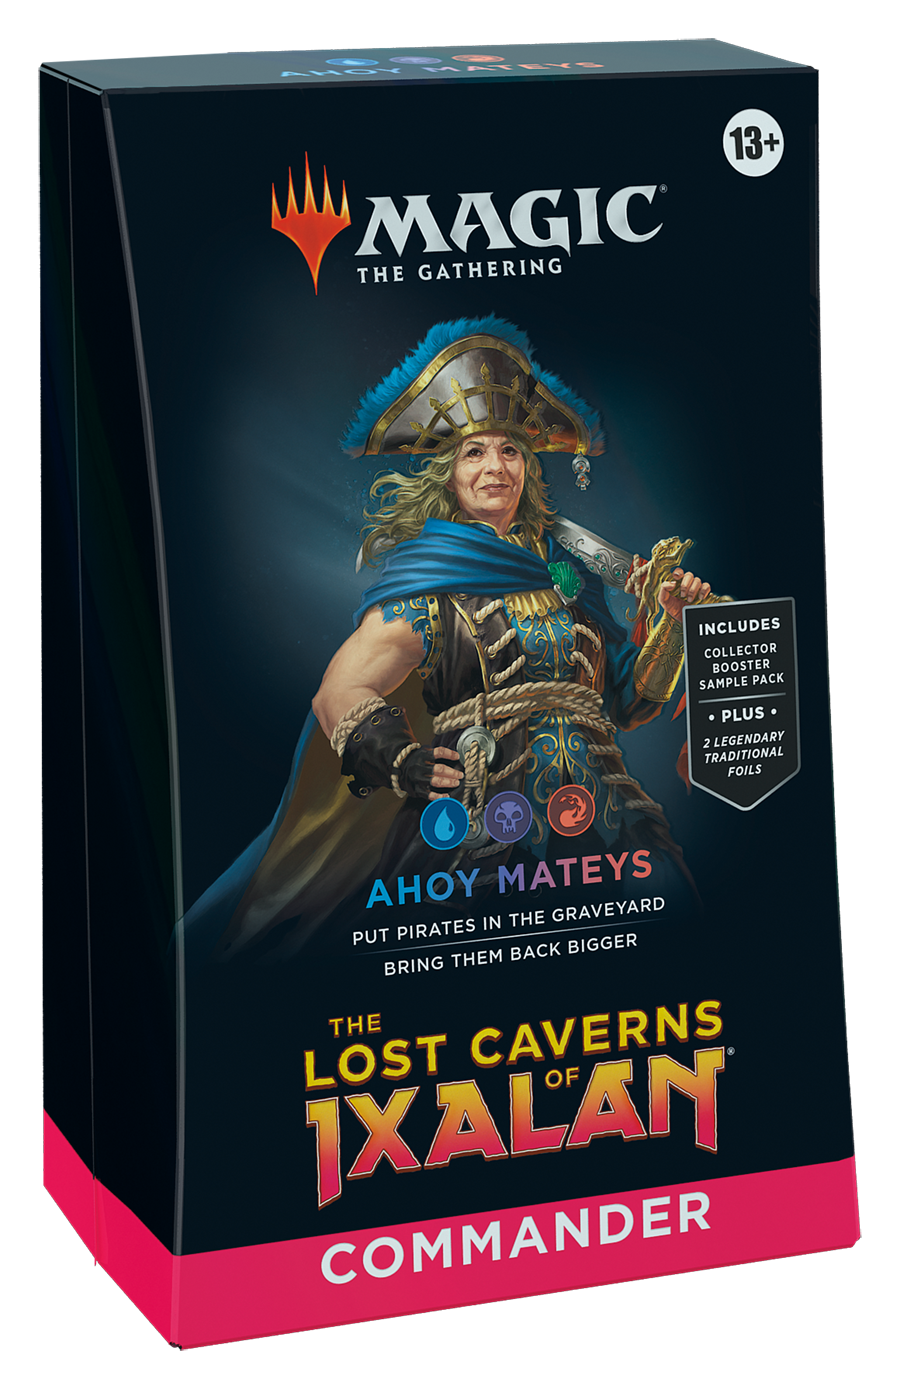 AHOY MATEYS
13+
MAGIC®
THE GATHERING
INCLUDES
COLLECTOR
BOOSTER
SAMPLE PACK
• PLUS •
2 LEGENDARY
TRADITIONAL
FOILS
AHOY MATEYS
PUT PIRATES IN THE GRAVEYARD
BRING THEM BACK BIGGER
THE
LOST CAVERNS
OF
IXALAN®
COMMANDER